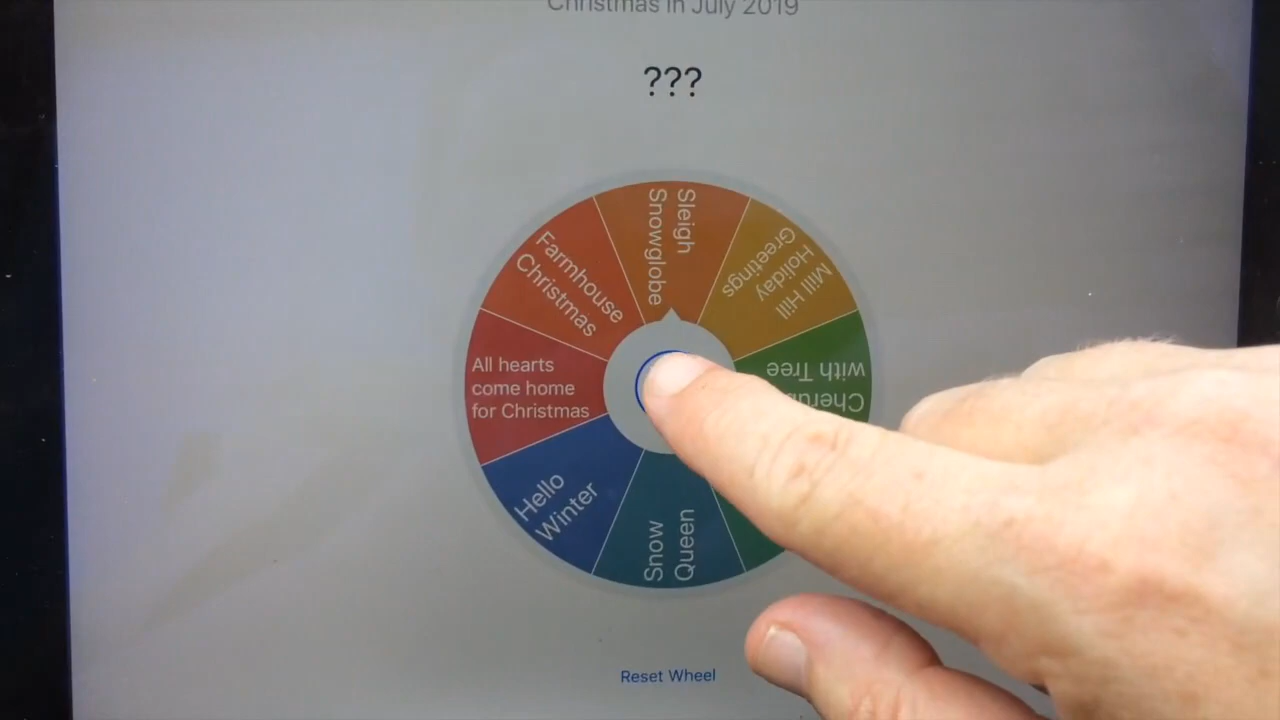 Christmas in July 2019
???
Sleigh
Snowglobe
Mill Hill
Holiday
Greetings
Farmhouse
Christmas
with Tree
All hearts
come home
for Christmas
Hello
Winter
Snow
Queen
Reset Wheel